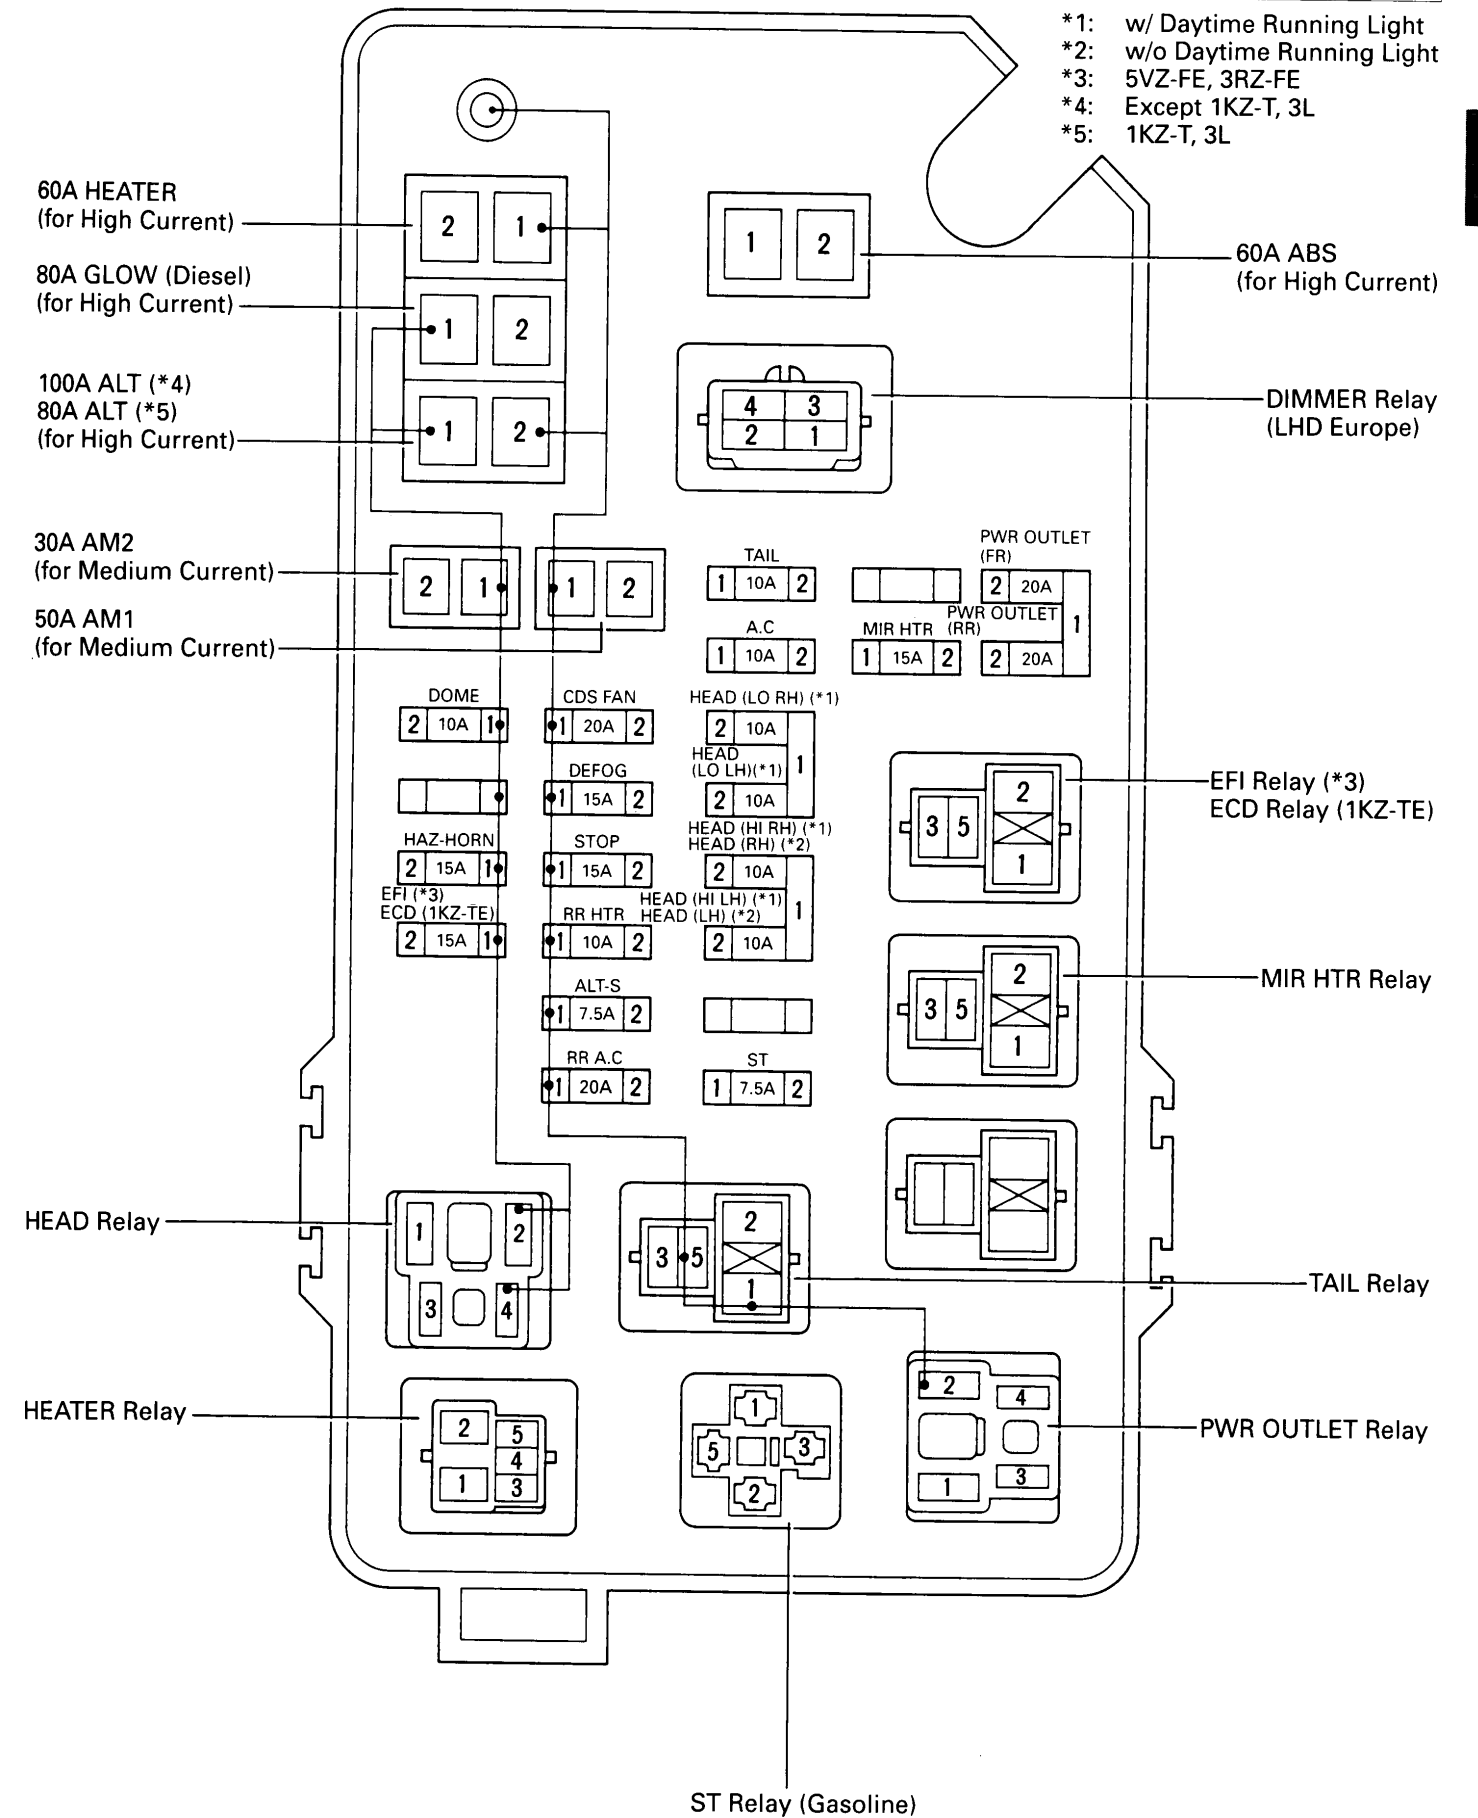 *1: w/ Daytime Running Light
*2: w/o Daytime Running Light
*3: 5VZ-FE, 3RZ-FE
*4: Except 1KZ-T, 3L
*5: 1KZ-T, 3L
60A HEATER
(for High Current)
2 1
80A GLOW (Diesel)
(for High Current)
1 2
100A ALT (*4)
80A ALT (*5)
(for High Current)
1 2
1 2
60A ABS
(for High Current)
4 3
2 1
DIMMER Relay
(LHD Europe)
30A AM2
(for Medium Current)
2 1
1 2
50A AM1
(for Medium Current)
TAIL
1 10A 2
PWR OUTLET
(FR)
2 20A
1
A.C
1 10A 2
MIR HTR
1 15A 2
PWR OUTLET
(RR)
2 20A
DOME
2 10A 1
CDS FAN
1 20A 2
HEAD (LO RH) (*1)
2 10A
1
HEAD
(LO LH)(*1)
2 10A
DEFOG
1 15A 2
HAZ-HORN
2 15A 1
STOP
1 15A 2
HEAD (HI RH) (*1)
HEAD (RH) (*2)
2 10A
1
EFI (*3)
ECD (1KZ-TE)
2 15A 1
RR HTR
1 10A 2
HEAD (HI LH) (*1)
HEAD (LH) (*2)
2 10A
ALT-S
1 7.5A 2
RR A.C
1 20A 2
ST
1 7.5A 2
2
3 5
1
EFI Relay (*3)
ECD Relay (1KZ-TE)
2
3 5
1
MIR HTR Relay
HEAD Relay
1 2
3 4
2
3 5
1
TAIL Relay
HEATER Relay
2 5
4
1 3
1
5 3
2
2 4
1 3
PWR OUTLET Relay
ST Relay (Gasoline)